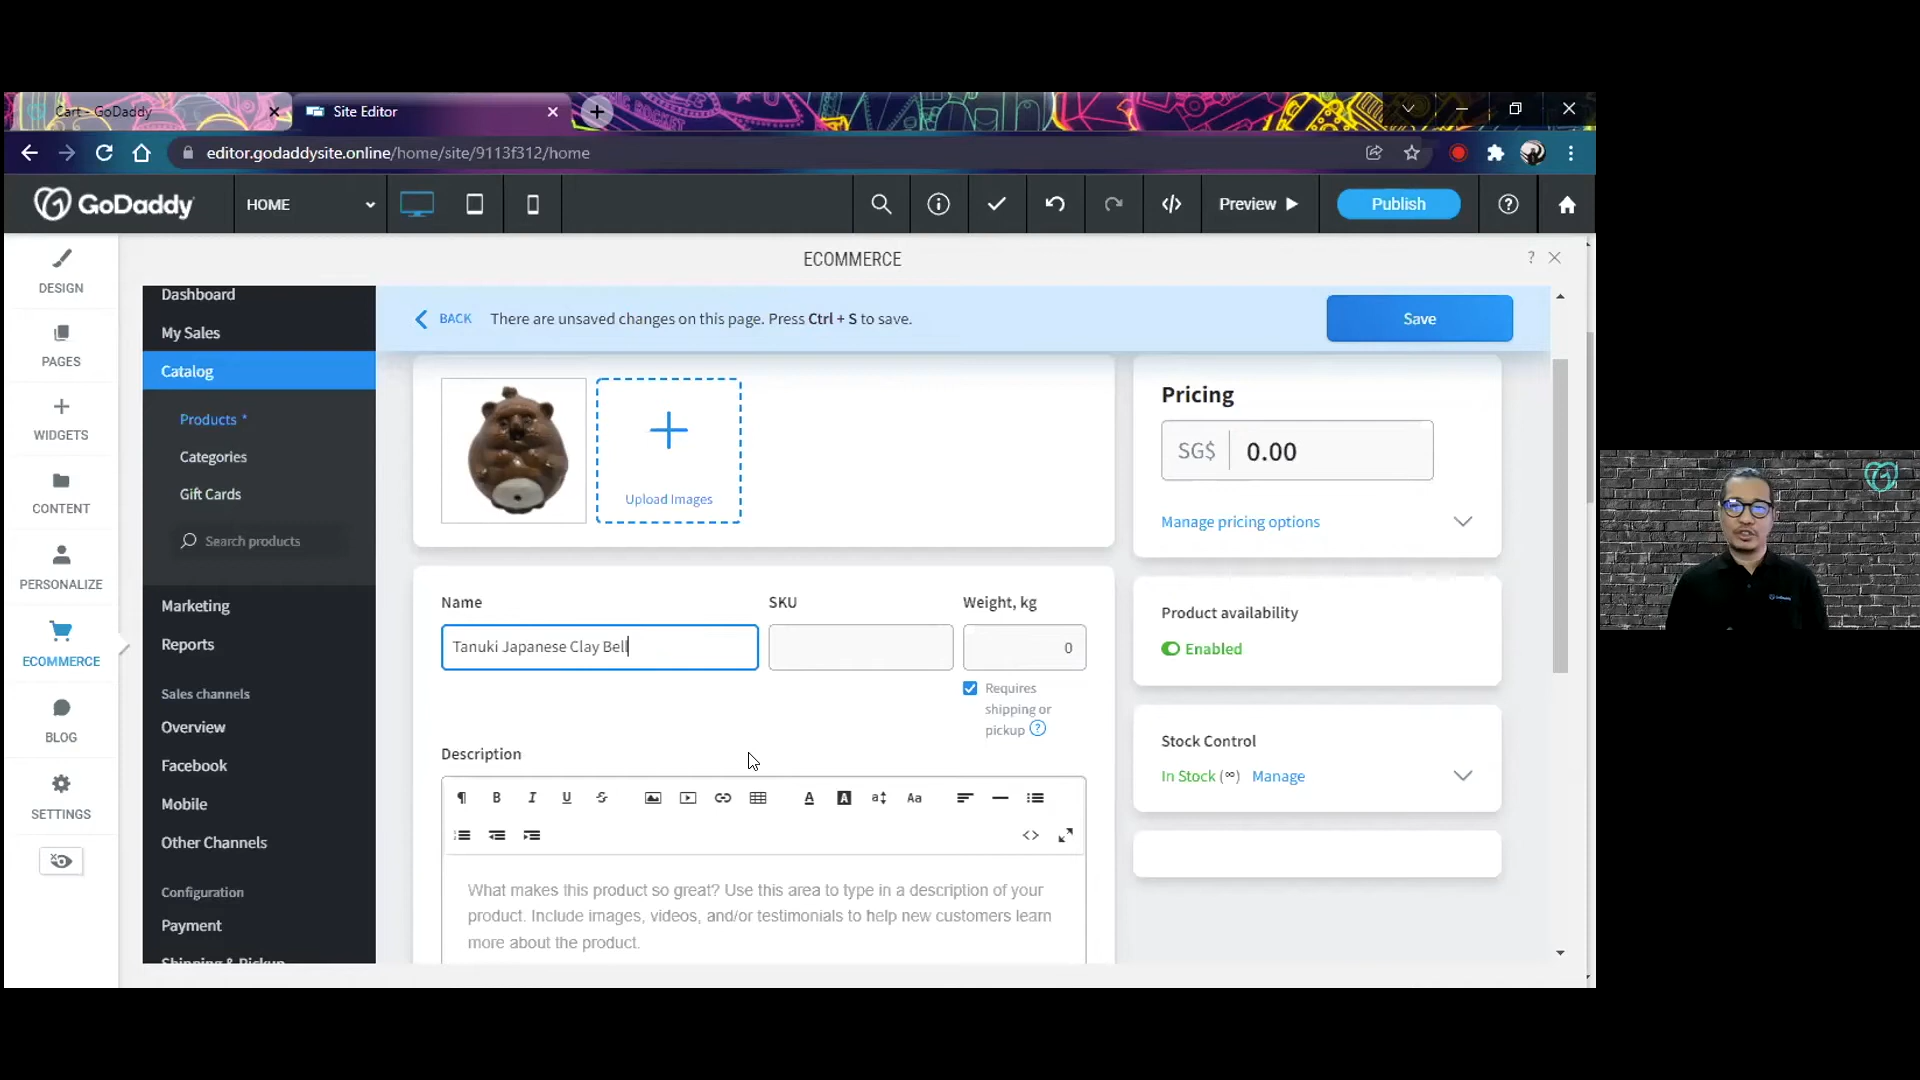 Cart - GoDaddy
Site Editor
editor.godaddysite.online/home/site/9113f312/home
GoDaddy
HOME
Preview
Publish
ECOMMERCE
?
DESIGN
PAGES
WIDGETS
CONTENT
PERSONALIZE
ECOMMERCE
BLOG
SETTINGS
Dashboard
My Sales
Catalog
Products *
Categories
Gift Cards
Search products
Marketing
Reports
Sales channels
Overview
Facebook
Mobile
Other Channels
Configuration
Payment
Shipping & Pickup
BACK
There are unsaved changes on this page. Press Ctrl + S to save.
Save
Upload Images
Name
SKU
Weight, kg
Tanuki Japanese Clay Bell
0
Requires
shipping or
pickup ?
Description
What makes this product so great? Use this area to type in a description of your
product. Include images, videos, and/or testimonials to help new customers learn
more about the product.
Pricing
SG$ 0.00
Manage pricing options
Product availability
Enabled
Stock Control
In Stock (∞) Manage